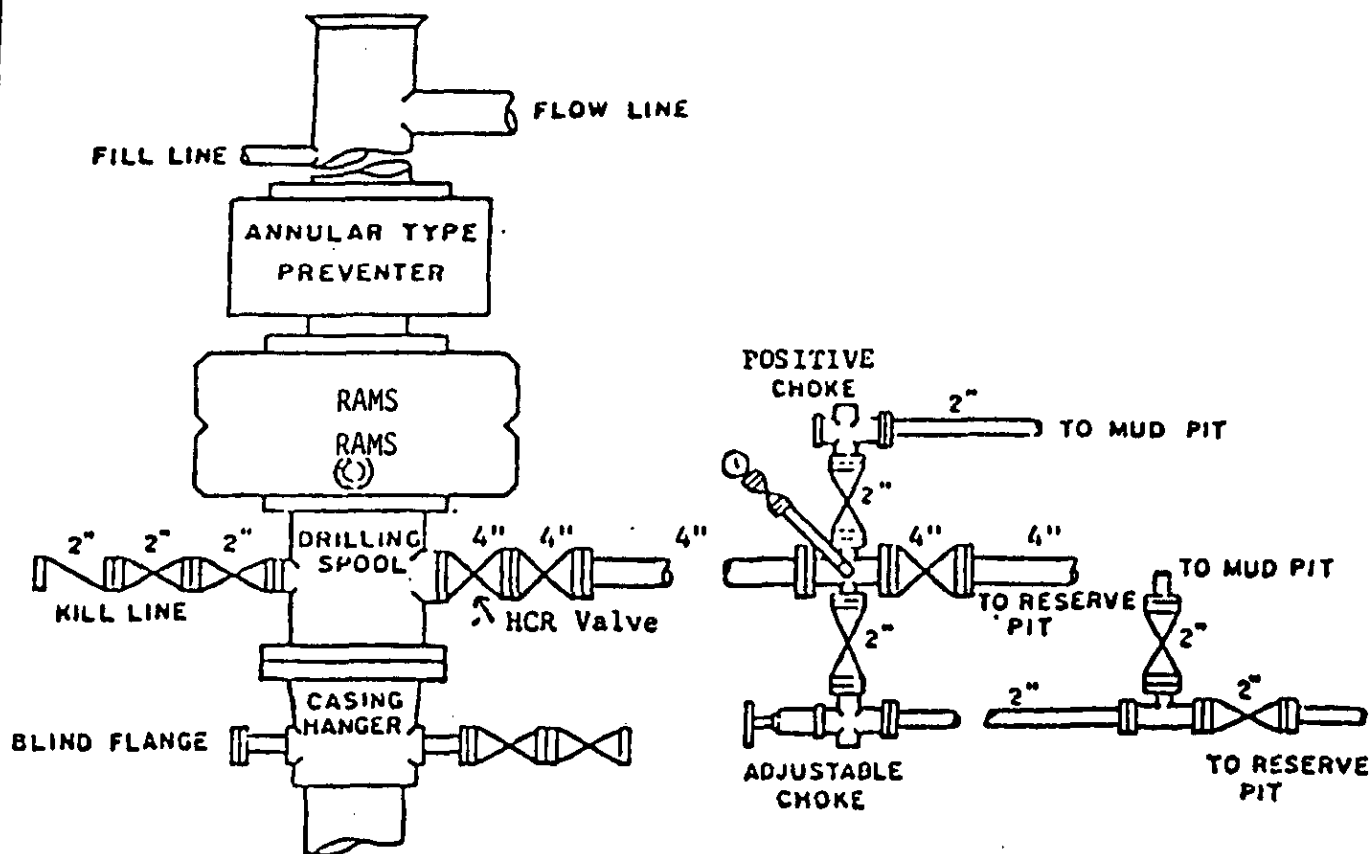 FLOW LINE
FILL LINE
ANNULAR TYPE
PREVENTER
RAMS
RAMS
DRILLING
SPOOL
2" 2" 2"
KILL LINE
4" 4" 4"
HCR Valve
CASING
HANGER
BLIND FLANGE
POSITIVE
CHOKE
2"
TO MUD PIT
2"
4" 4"
TO RESERVE
PIT
2"
ADJUSTABLE
CHOKE
TO MUD PIT
2"
2" 2"
TO RESERVE
PIT